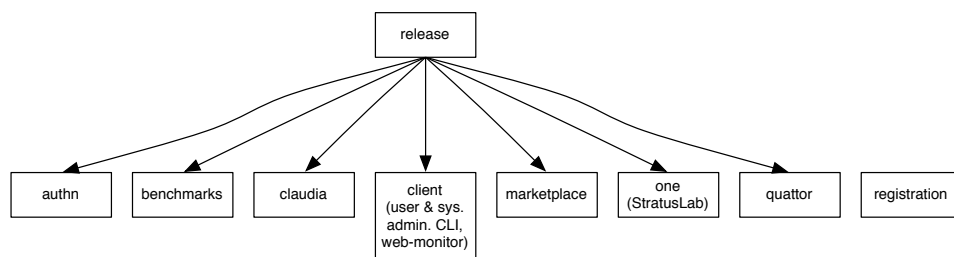 release
authn
benchmarks
claudia
client
(user & sys.
admin. CLI,
web-monitor)
marketplace
one
(StratusLab)
quattor
registration